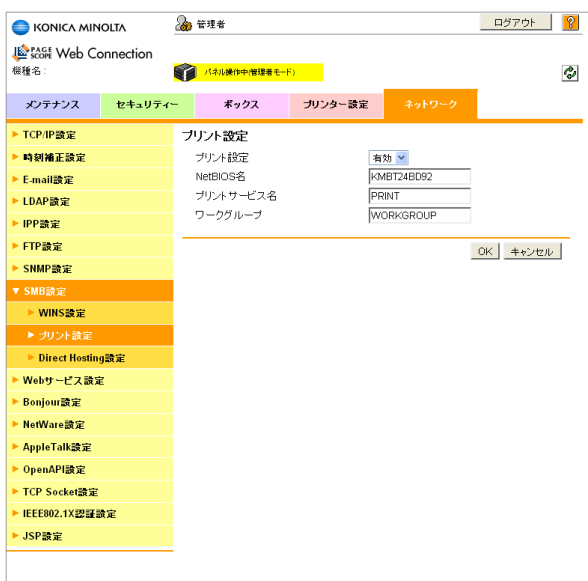 KONICA MINOLTA
管理者
ログアウト
?
PAGE SCOPE Web Connection
機種名:
パネル操作中(管理者モード)
メンテナンス
セキュリティー
ボックス
プリンター設定
ネットワーク
TCP/IP設定
時刻補正設定
E-mail設定
LDAP設定
IPP設定
FTP設定
SNMP設定
SMB設定
WINS設定
プリント設定
Direct Hosting設定
Webサービス設定
Bonjour設定
NetWare設定
AppleTalk設定
OpenAPI設定
TCP Socket設定
IEEE802.1X認証設定
JSP設定
プリント設定
プリント設定 有効
NetBIOS名 KMBT24BD92
プリントサービス名 PRINT
ワークグループ WORKGROUP
OK キャンセル